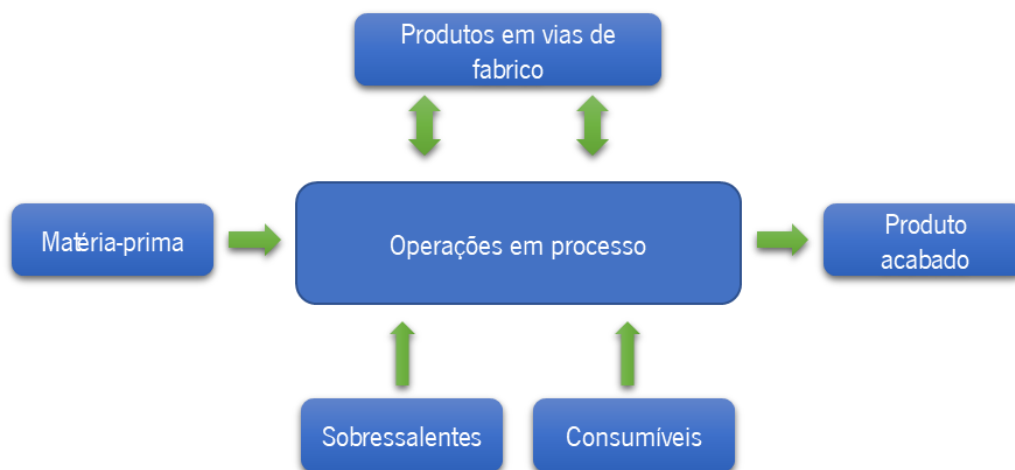 Produtos em vias de
fabrico
Matéria-prima
Operações em processo
Produto
acabado
Sobressalentes
Consumíveis